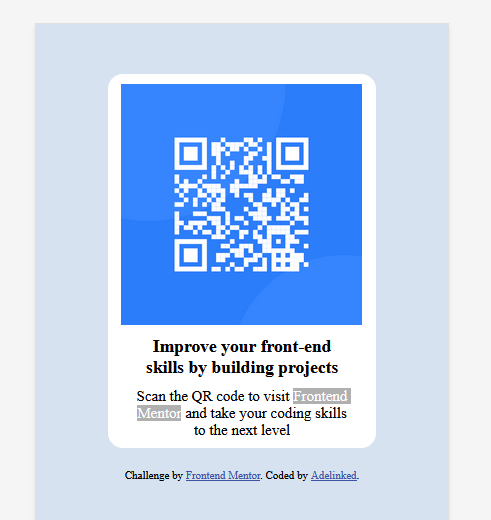 Improve your front-end
skills by building projects
Scan the QR code to visit Frontend
Mentor and take your coding skills
to the next level
Challenge by Frontend Mentor. Coded by Adelinked.